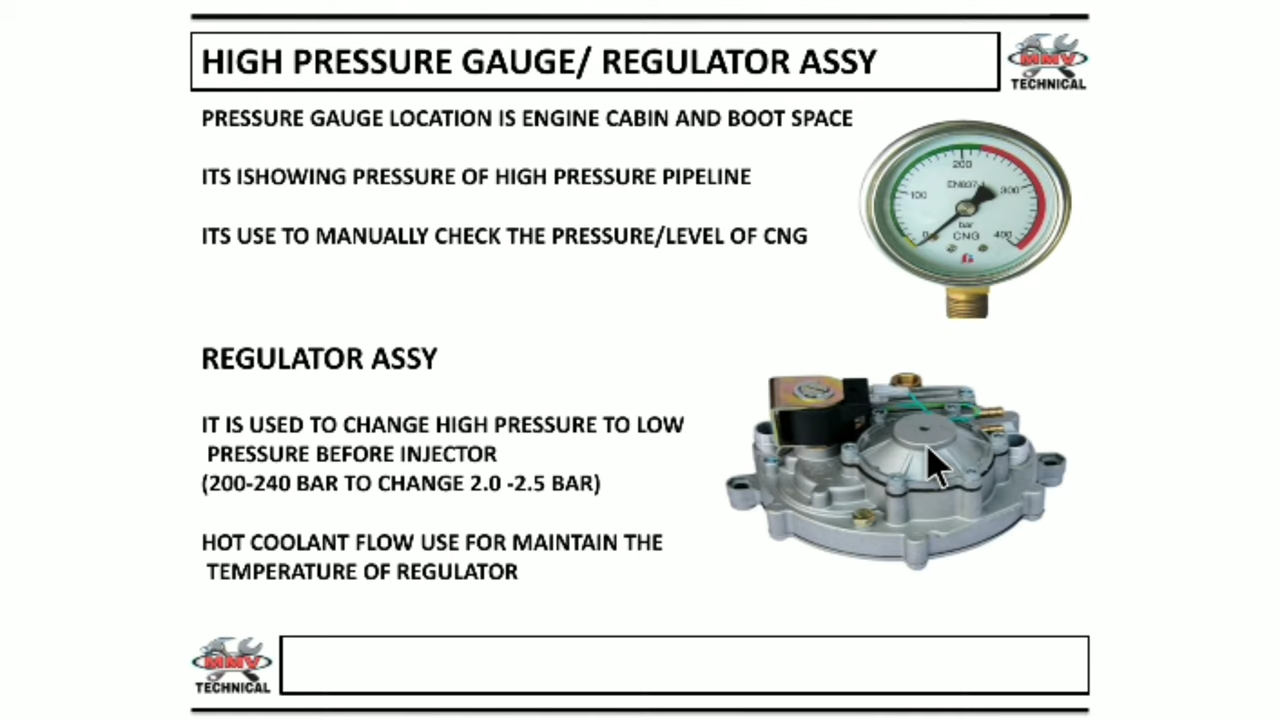 HIGH PRESSURE GAUGE/ REGULATOR ASSY
MMV
TECHNICAL
PRESSURE GAUGE LOCATION IS ENGINE CABIN AND BOOT SPACE
ITS ISHOWING PRESSURE OF HIGH PRESSURE PIPELINE
ITS USE TO MANUALLY CHECK THE PRESSURE/LEVEL OF CNG
200
EN837-1
100
300
bar
0
CNG
400
REGULATOR ASSY
IT IS USED TO CHANGE HIGH PRESSURE TO LOW
PRESSURE BEFORE INJECTOR
(200-240 BAR TO CHANGE 2.0 -2.5 BAR)
HOT COOLANT FLOW USE FOR MAINTAIN THE
TEMPERATURE OF REGULATOR
MMV
TECHNICAL